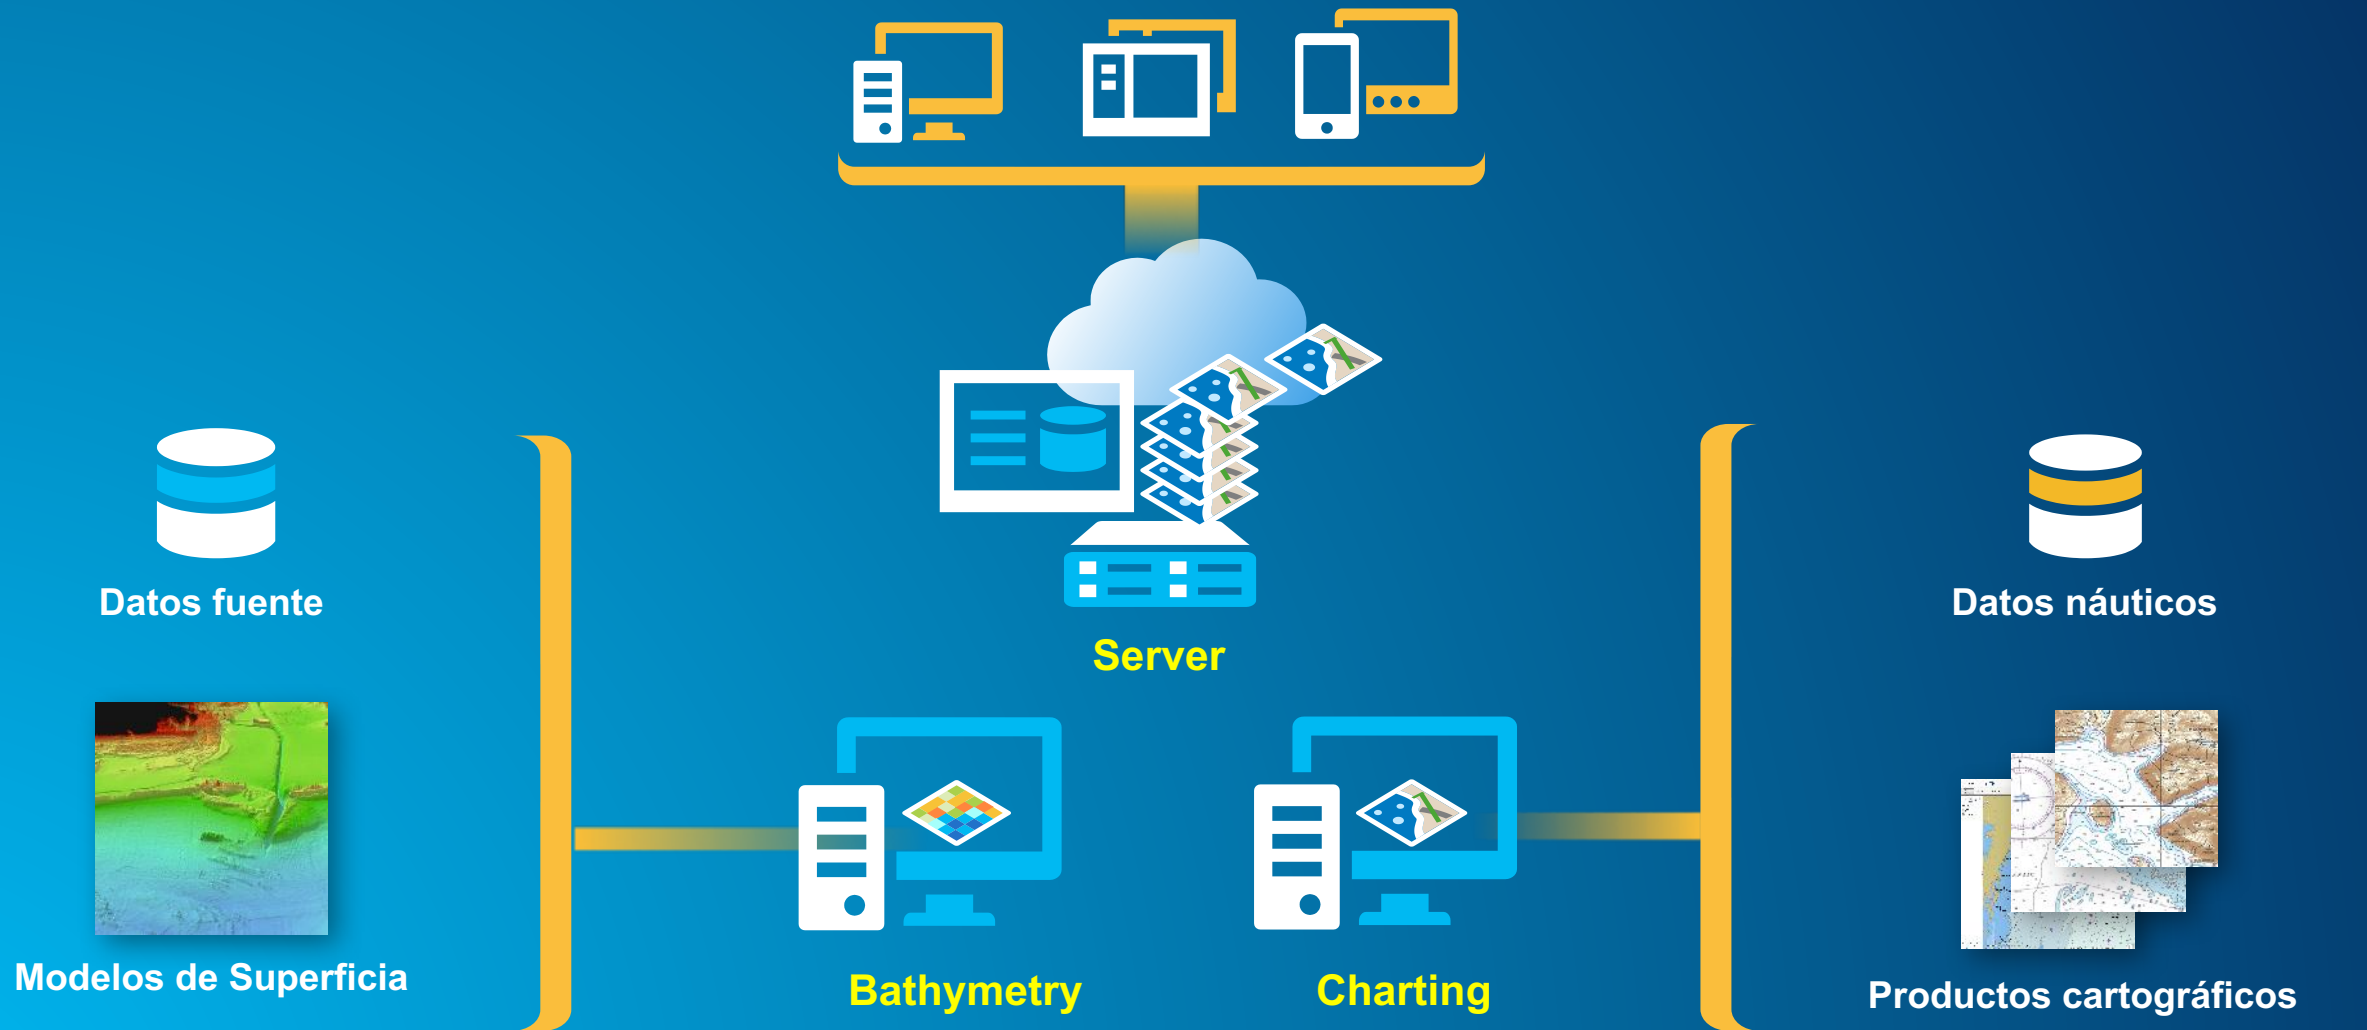 Datos fuente
Datos náuticos
Server
Modelos de Superficia
Bathymetry
Charting
Productos cartográficos